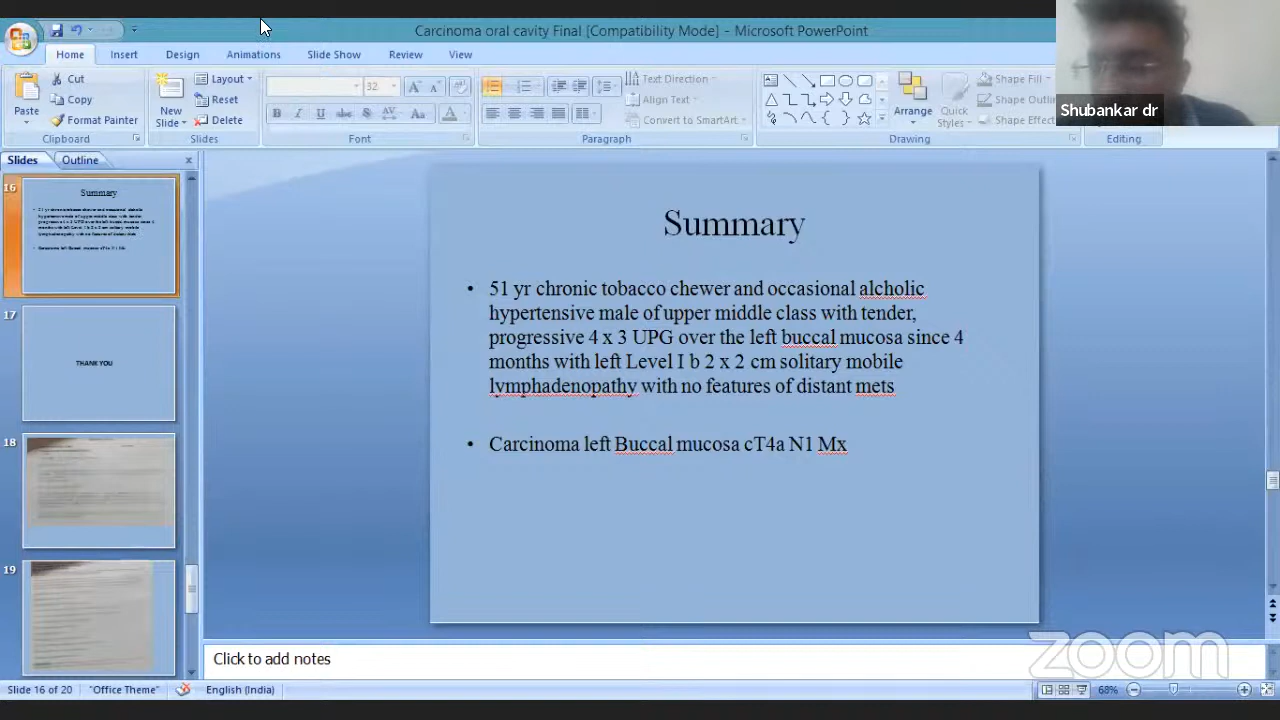 Carcinoma oral cavity Final [Compatibility Mode] - Microsoft PowerPoint
Home Insert Design Animations Slide Show Review View
Paste
Cut
Copy
Format Painter
Clipboard
New Slide
Layout
Reset
Delete
Slides
32
B I U abc S AV Aa A
Font
Text Direction
Align Text
Convert to SmartArt
Paragraph
Arrange
Quick Styles
Shape Fill
Shape Outlin
Shape Effect
Drawing
Editing
Shubankar dr
Slides Outline
16
Summary
17
THANK YOU
18
19
Summary
• 51 yr chronic tobacco chewer and occasional alcholic
hypertensive male of upper middle class with tender,
progressive 4 x 3 UPG over the left buccal mucosa since 4
months with left Level I b 2 x 2 cm solitary mobile
lymphadenopathy with no features of distant mets
• Carcinoma left Buccal mucosa cT4a N1 Mx
Click to add notes
zoom
Slide 16 of 20 "Office Theme" English (India) 68%